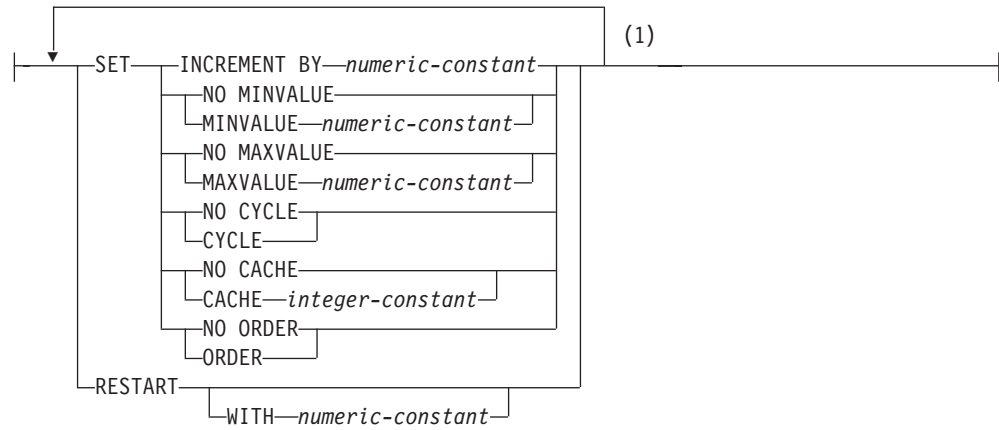 (1)
SET INCREMENT BY numeric-constant
NO MINVALUE
MINVALUE numeric-constant
NO MAXVALUE
MAXVALUE numeric-constant
NO CYCLE
CYCLE
NO CACHE
CACHE integer-constant
NO ORDER
ORDER
RESTART
WITH numeric-constant